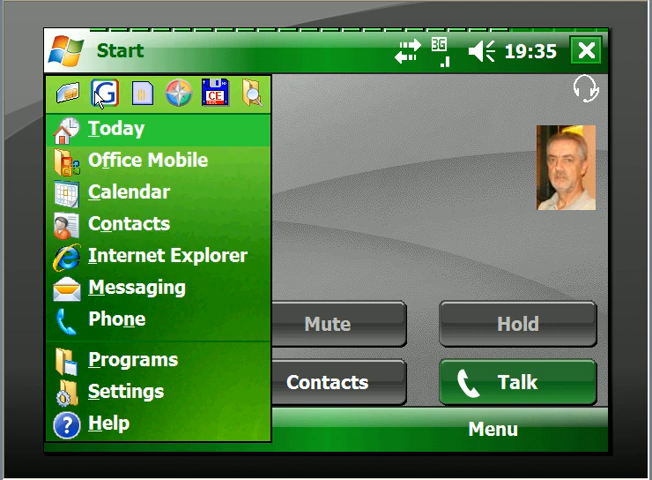 Start 3G 19:35
G CE
Today
Office Mobile
Calendar
Contacts
Internet Explorer
Messaging
Phone
Mute Hold
Programs
Contacts Talk
Settings
Help
Menu